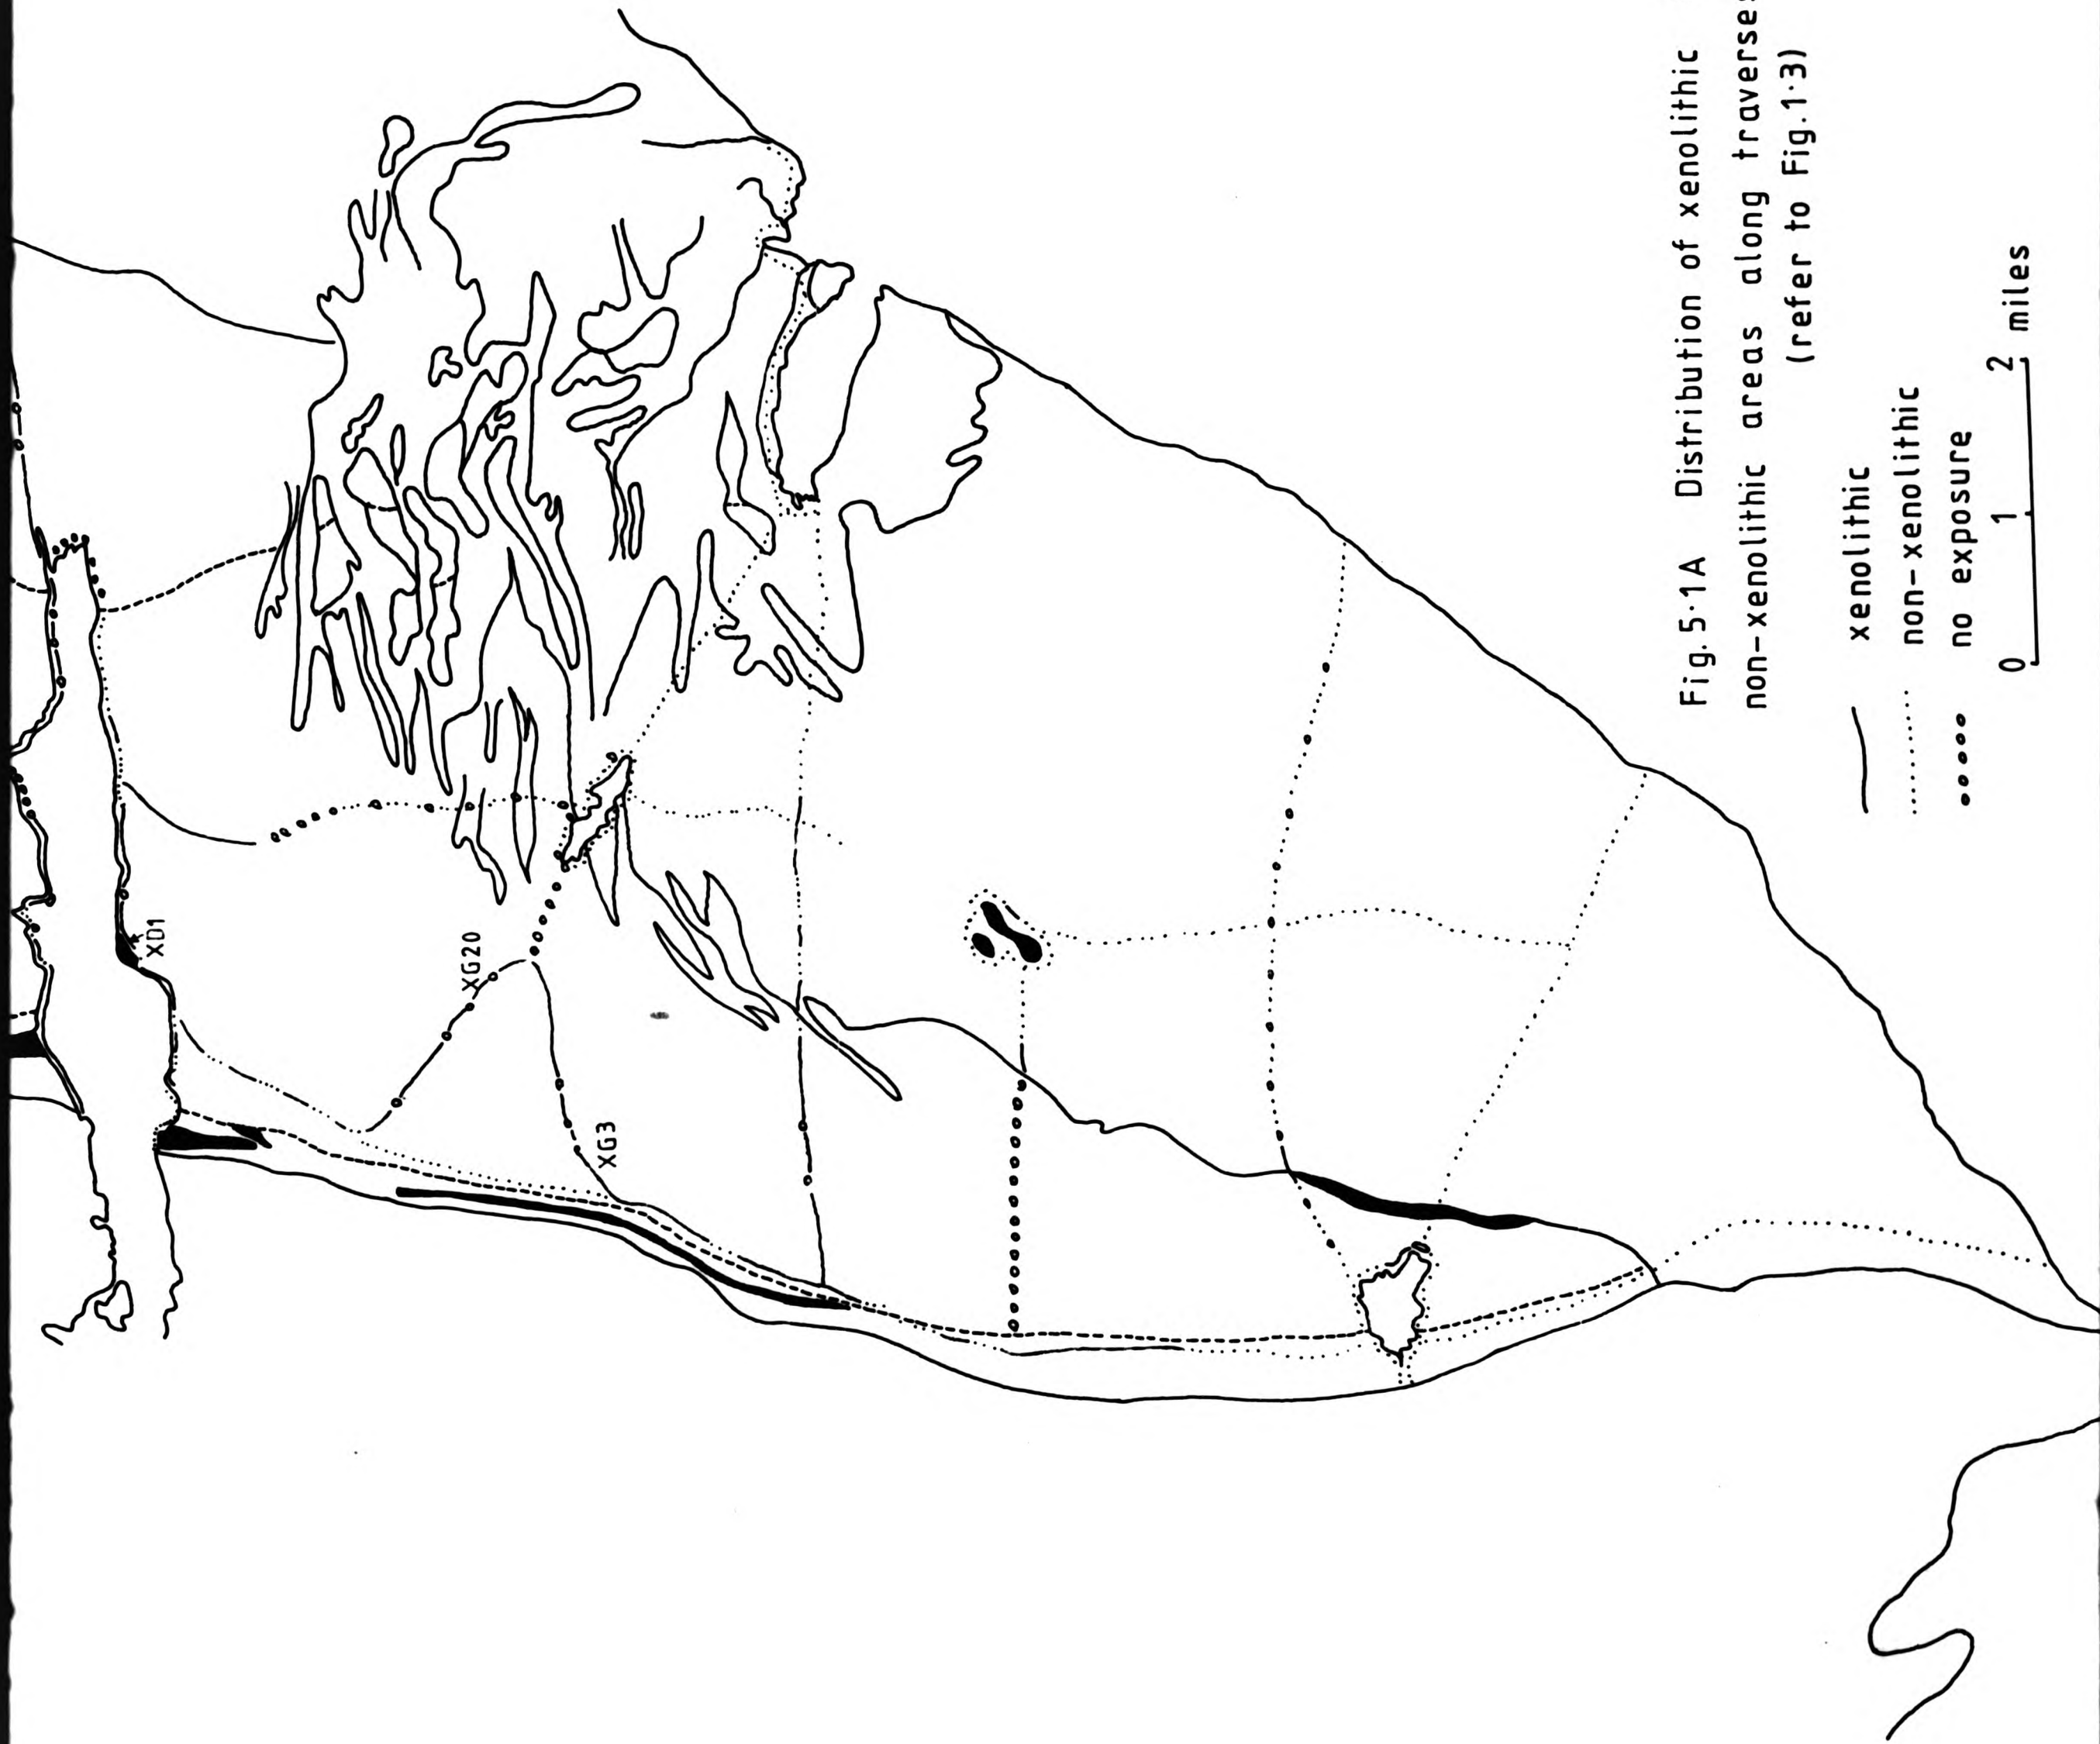 Fig.5·1A Distribution of xenolithic
non-xenolithic areas along traverses
(refer to Fig.1·3)
xenolithic
non-xenolithic
no exposure
0 1 2 miles
XD1
XG20
XG3